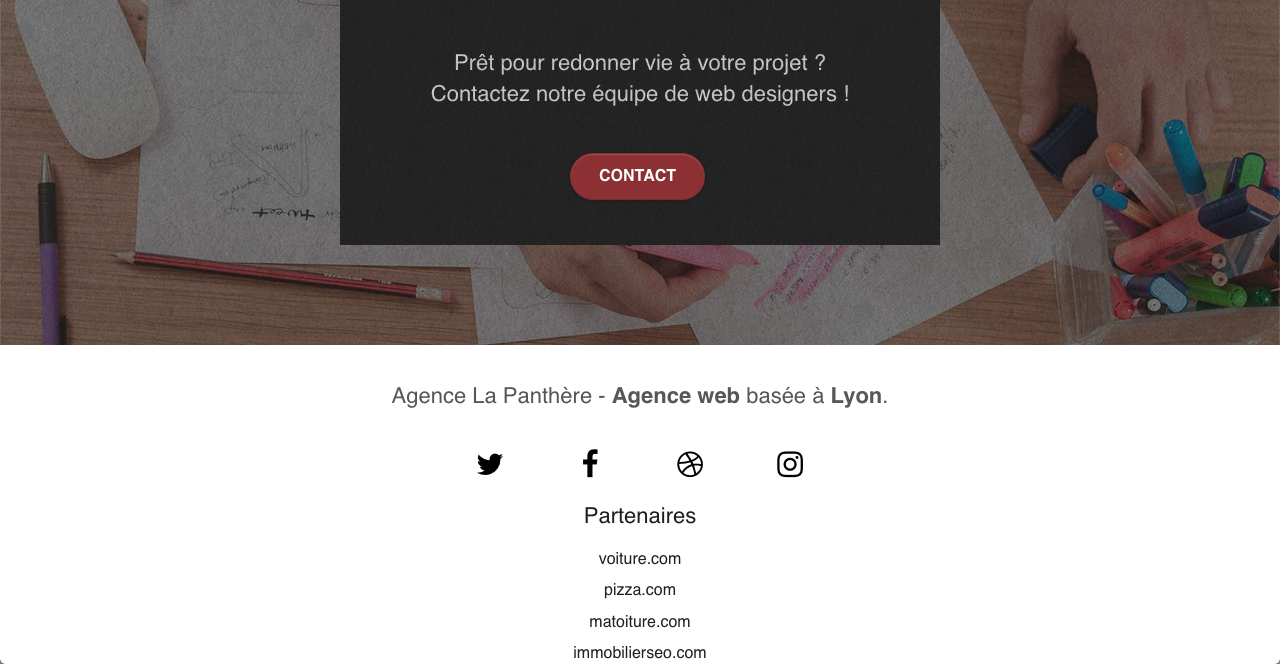 Prêt pour redonner vie à votre projet ?
Contactez notre équipe de web designers !
CONTACT
tweet
Agence La Panthère - Agence web basée à Lyon.
Partenaires
voiture.com
pizza.com
matoiture.com
immobilierseo.com